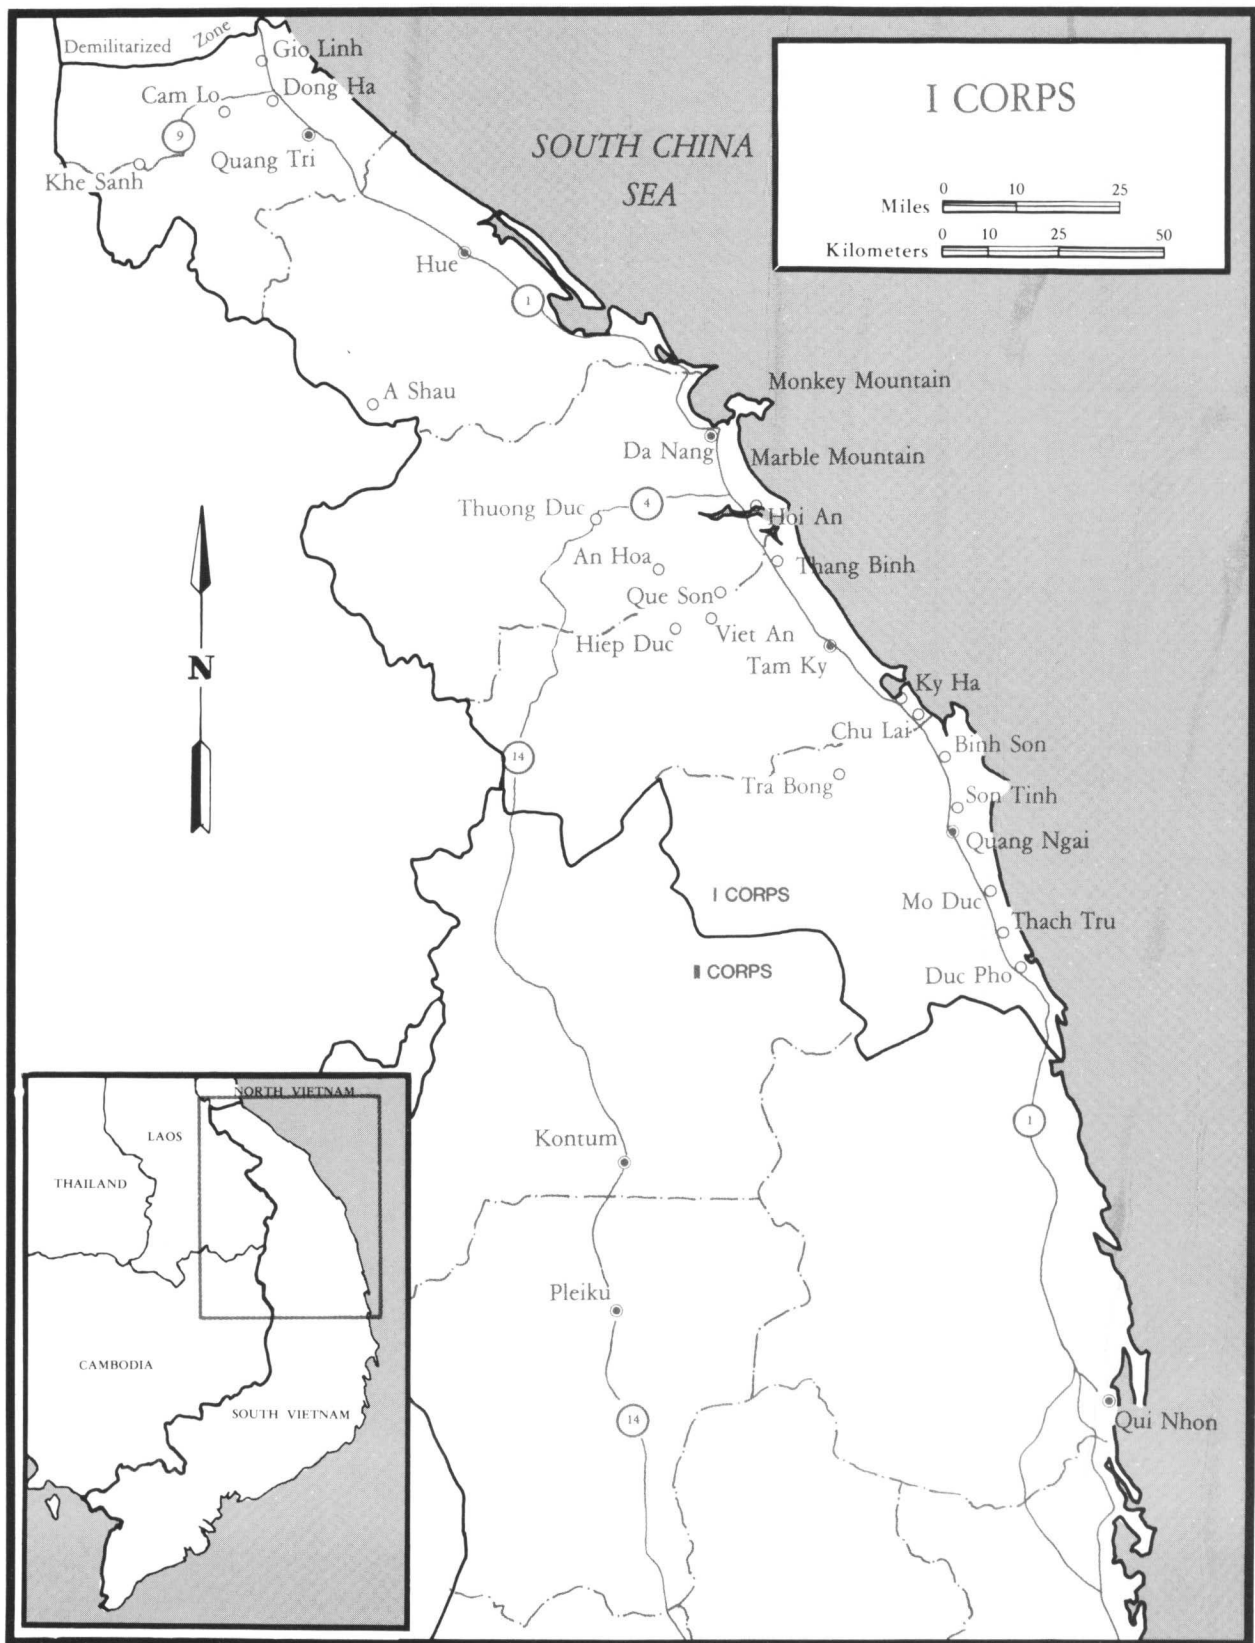 Demilitarized Zone
Gio Linh
Cam Lo
Dong Ha
9
Quang Tri
Khe Sanh
SOUTH CHINA
SEA
I CORPS
0 10 25
Miles
0 10 25 50
Kilometers
Hue
1
A Shau
Monkey Mountain
Da Nang
Marble Mountain
Thuong Duc
4
Hoi An
An Hoa
Thang Binh
Que Son
Hiep Duc
Viet An
Tam Ky
N
Ky Ha
Chu Lai
Binh Son
14
Tra Bong
Son Tinh
Quang Ngai
I CORPS
Mo Duc
Thach Tru
II CORPS
Duc Pho
NORTH VIETNAM
LAOS
THAILAND
CAMBODIA
SOUTH VIETNAM
1
Kontum
Pleiku
14
Qui Nhon